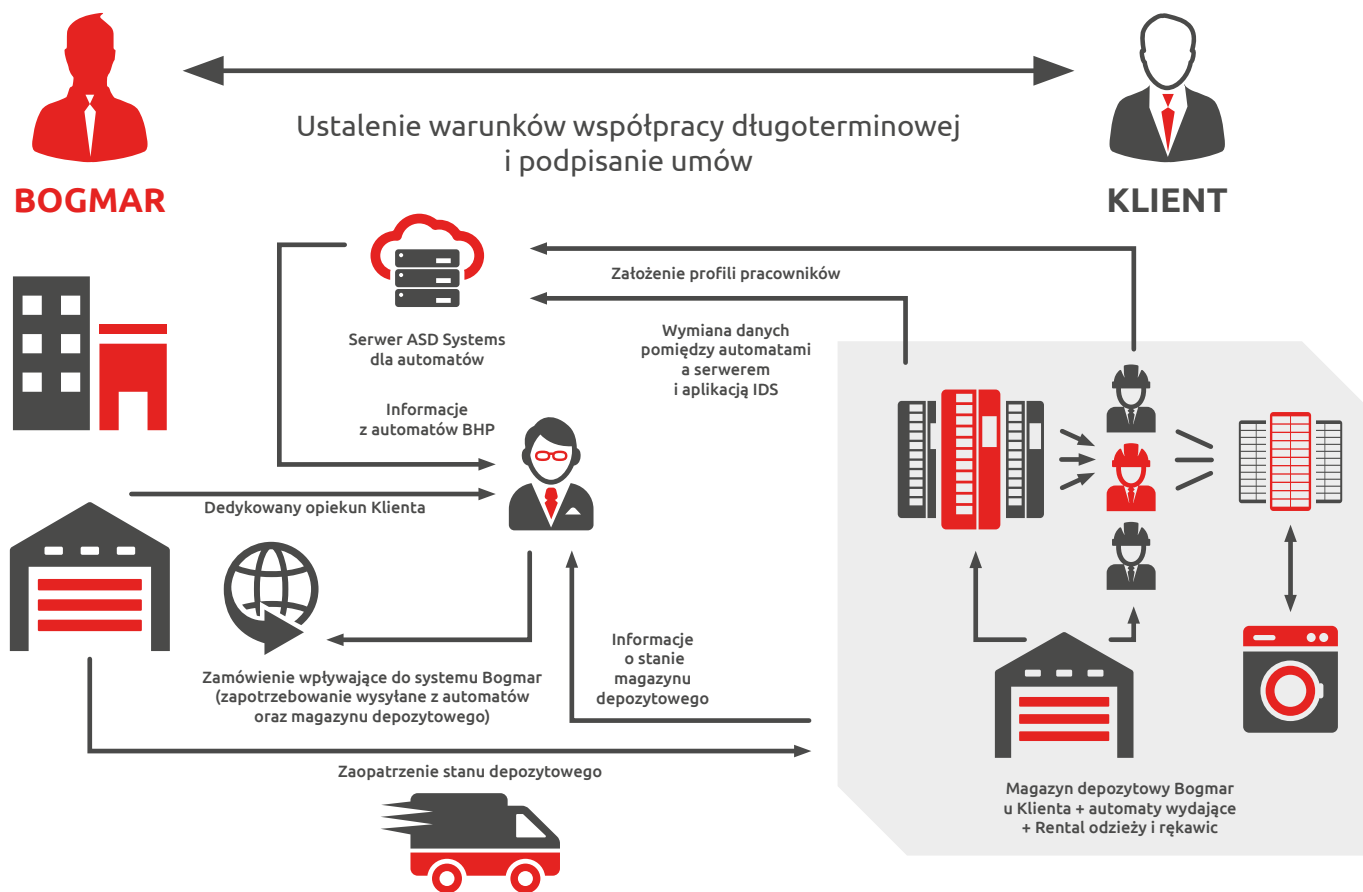 BOGMAR
Ustalenie warunków współpracy długoterminowej
i podpisanie umów
KLIENT
Serwer ASD Systems
dla automatów
Założenie profili pracowników
Wymiana danych
pomiędzy automatami
a serwerem
i aplikacją IDS
Informacje
z automatów BHP
Dedykowany opiekun Klienta
Zamówienie wpływające do systemu Bogmar
(zapotrzebowanie wysyłane z automatów
oraz magazynu depozytowego)
Informacje
o stanie
magazynu
depozytowego
Zaopatrzenie stanu depozytowego
Magazyn depozytowy Bogmar
u Klienta + automaty wydające
+ Rental odzieży i rękawic